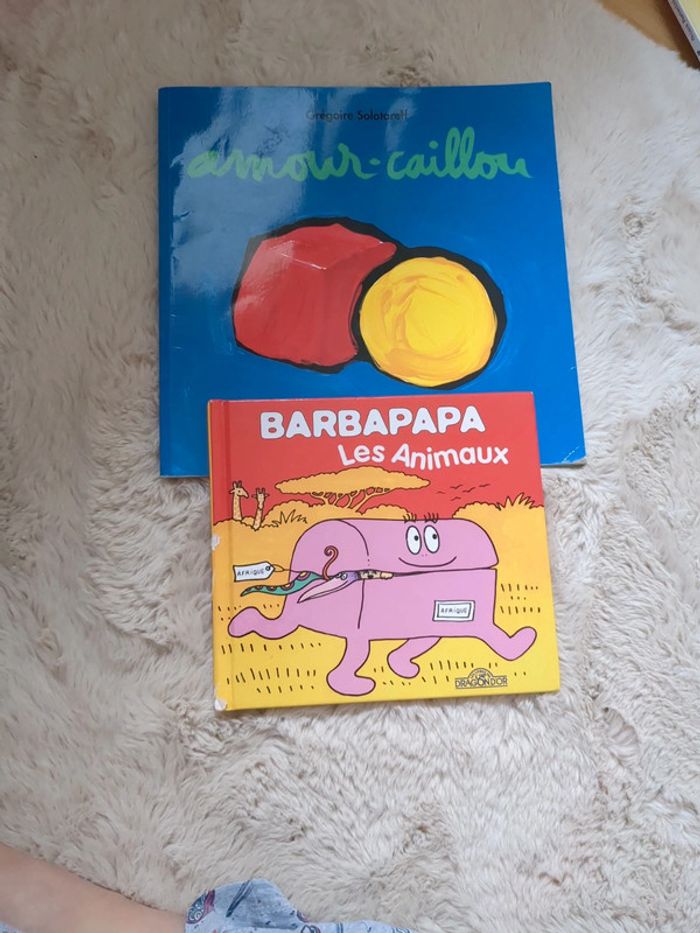 Grégoire Solotareff
amour-caillou
BARBAPAPA
Les Animaux
AFRIQUE
AFRIQUE
DRAGON D'OR